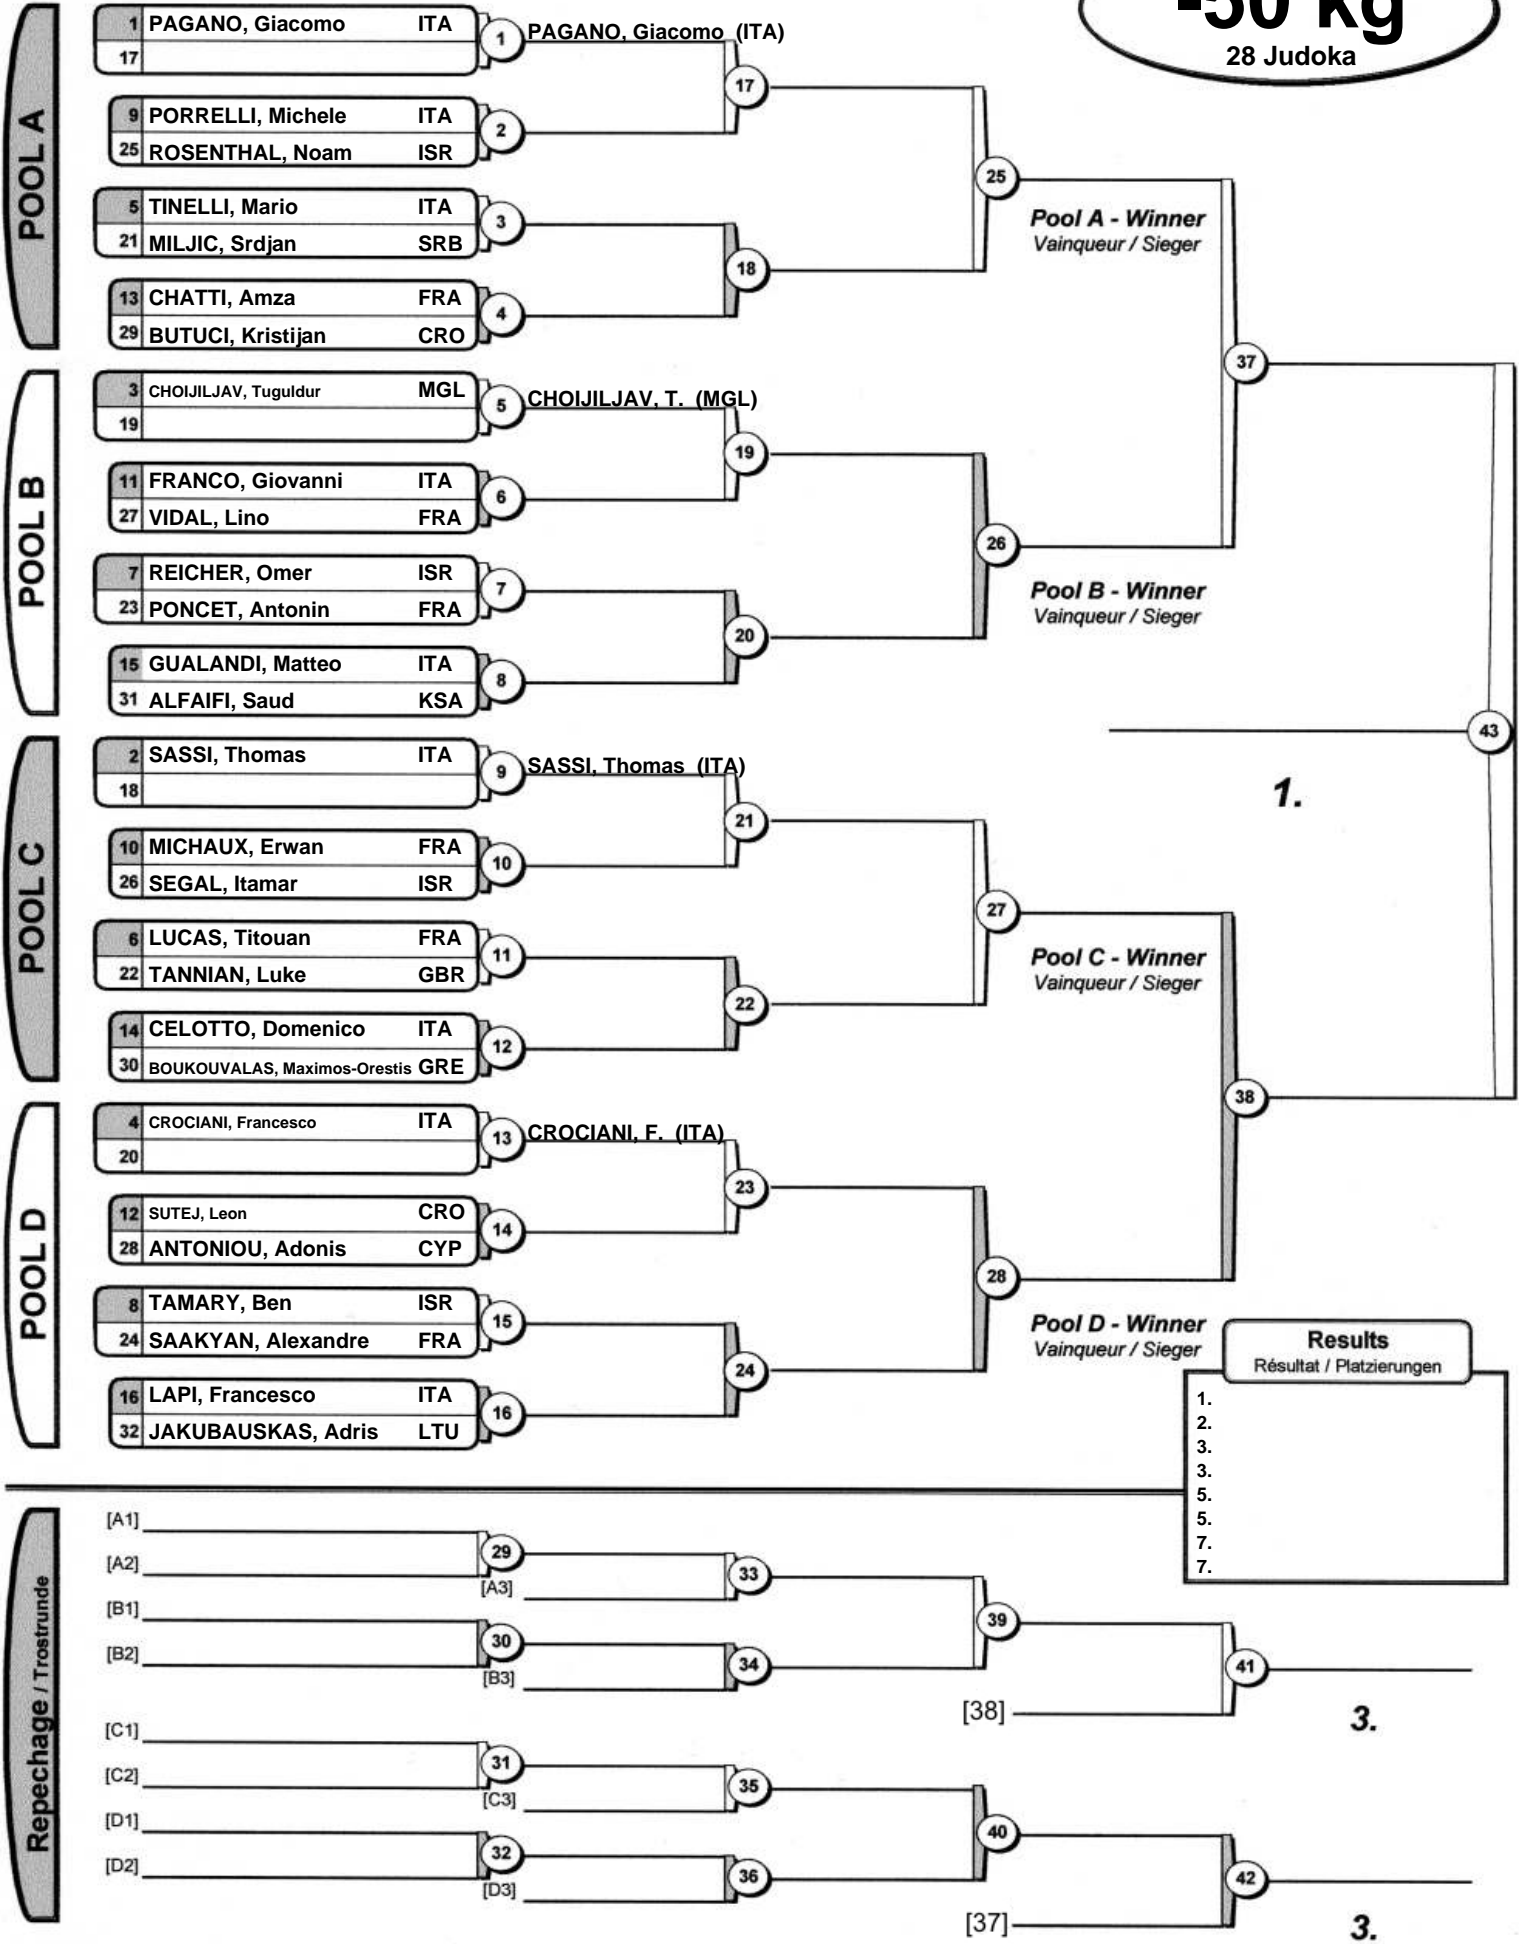 -50 kg
28 Judoka
POOL A
1 PAGANO, Giacomo ITA
17
1 PAGANO, Giacomo (ITA)
9 PORRELLI, Michele ITA
25 ROSENTHAL, Noam ISR
2
17
5 TINELLI, Mario ITA
21 MILJIC, Srdjan SRB
3
13 CHATTI, Amza FRA
29 BUTUCI, Kristijan CRO
4
18
25
Pool A - Winner
Vainqueur / Sieger
POOL B
3 CHOIJILJAV, Tuguldur MGL
19
5 CHOIJILJAV, T. (MGL)
11 FRANCO, Giovanni ITA
27 VIDAL, Lino FRA
6
19
7 REICHER, Omer ISR
23 PONCET, Antonin FRA
7
15 GUALANDI, Matteo ITA
31 ALFAIFI, Saud KSA
8
20
26
Pool B - Winner
Vainqueur / Sieger
37
43
1.
POOL C
2 SASSI, Thomas ITA
18
9 SASSI, Thomas (ITA)
10 MICHAUX, Erwan FRA
26 SEGAL, Itamar ISR
10
21
6 LUCAS, Titouan FRA
22 TANNIAN, Luke GBR
11
14 CELOTTO, Domenico ITA
30 BOUKOUVALAS, Maximos-Orestis GRE
12
22
27
Pool C - Winner
Vainqueur / Sieger
POOL D
4 CROCIANI, Francesco ITA
20
13 CROCIANI, F. (ITA)
12 SUTEJ, Leon CRO
28 ANTONIOU, Adonis CYP
14
23
8 TAMARY, Ben ISR
24 SAAKYAN, Alexandre FRA
15
16 LAPI, Francesco ITA
32 JAKUBAUSKAS, Adris LTU
16
24
28
Pool D - Winner
Vainqueur / Sieger
38
Results
Résultat / Platzierungen
1.
2.
3.
3.
5.
5.
7.
7.
Repechage / Trostrunde
[A1]
[A2]
29
[A3]
33
[B1]
[B2]
30
[B3]
34
39
[38]
41
3.
[C1]
[C2]
31
[C3]
35
[D1]
[D2]
32
[D3]
36
40
[37]
42
3.